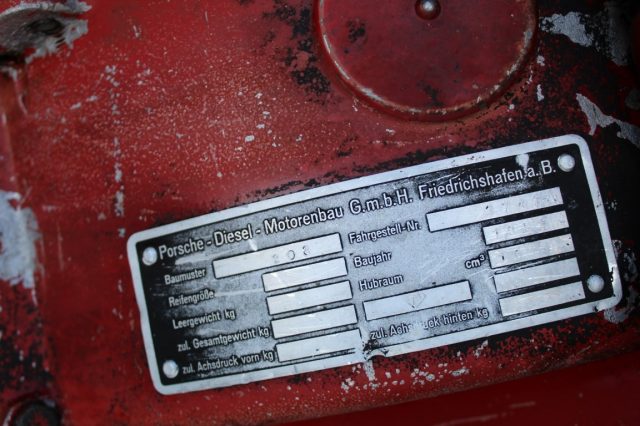 Porsche - Diesel - Motorenbau G.m.b.H. Friedrichshafen a. B.
Baumuster 208 Fahrgestell-Nr.
Reifengröße Baujahr
Leergewicht kg Hubraum cm³
zul. Gesamtgewicht kg
zul. Achsdruck vorn kg zul. Achsdruck hinten kg